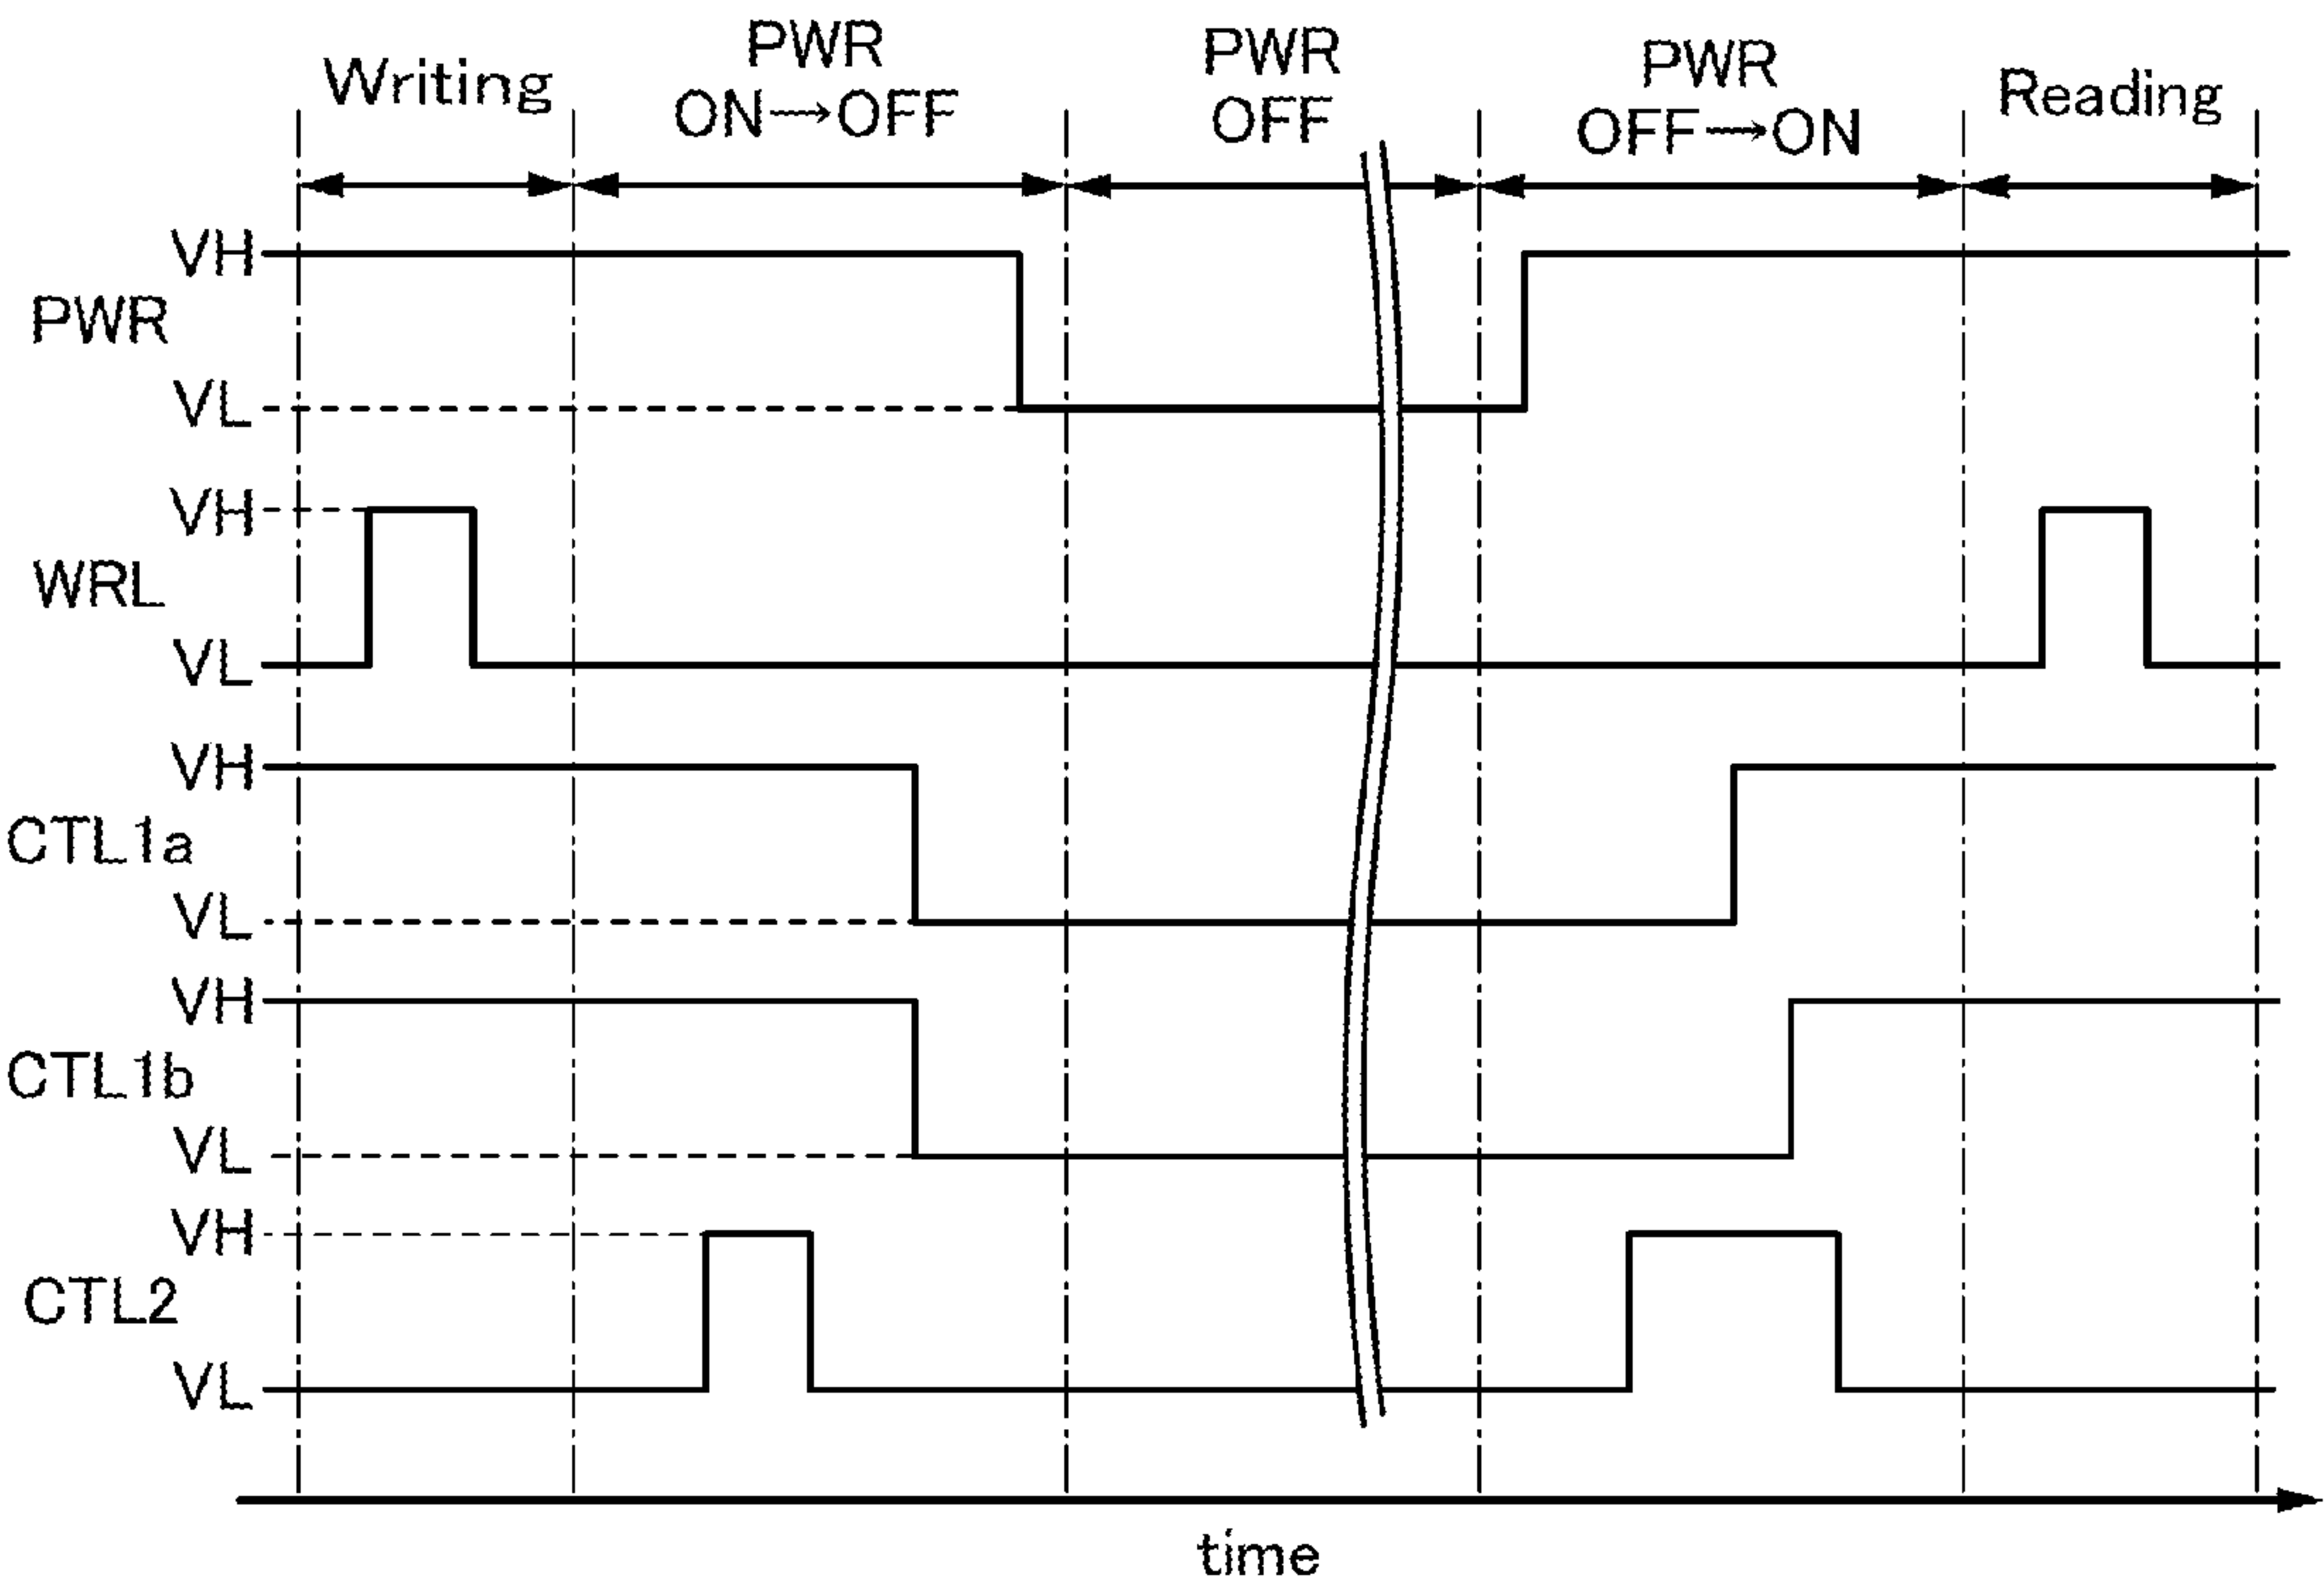 Writing
PWR
ON→OFF
PWR
OFF
PWR
OFF→ON
Reading
VH
PWR
VL
VH
WRL
VL
VH
CTL1a
VL
VH
CTL1b
VL
VH
CTL2
VL
time